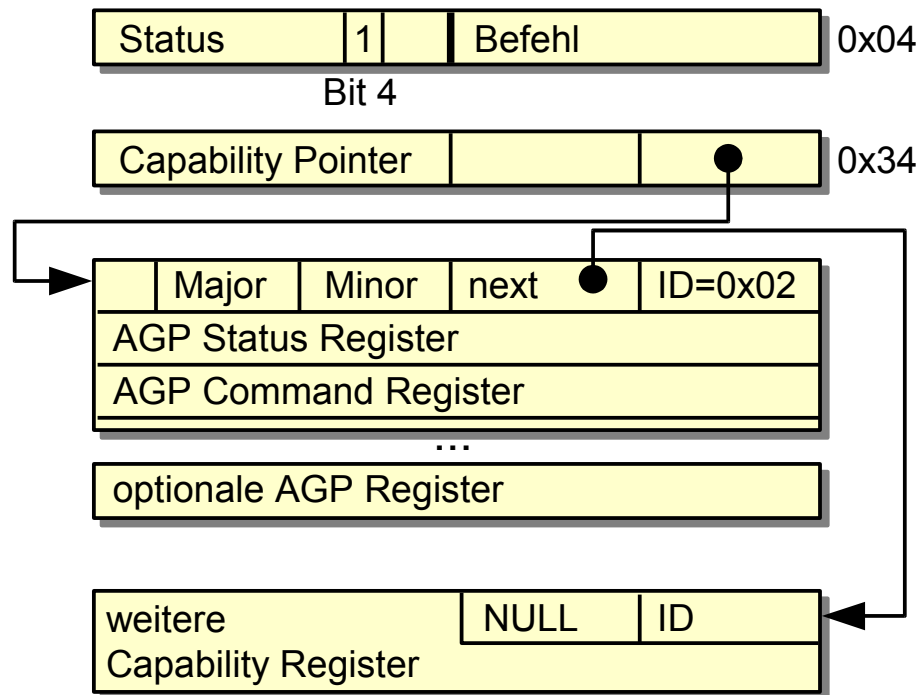 Status 1 Befehl 0x04
Bit 4
Capability Pointer 0x34
Major Minor next ID=0x02
AGP Status Register
AGP Command Register
...
optionale AGP Register
weitere NULL ID
Capability Register